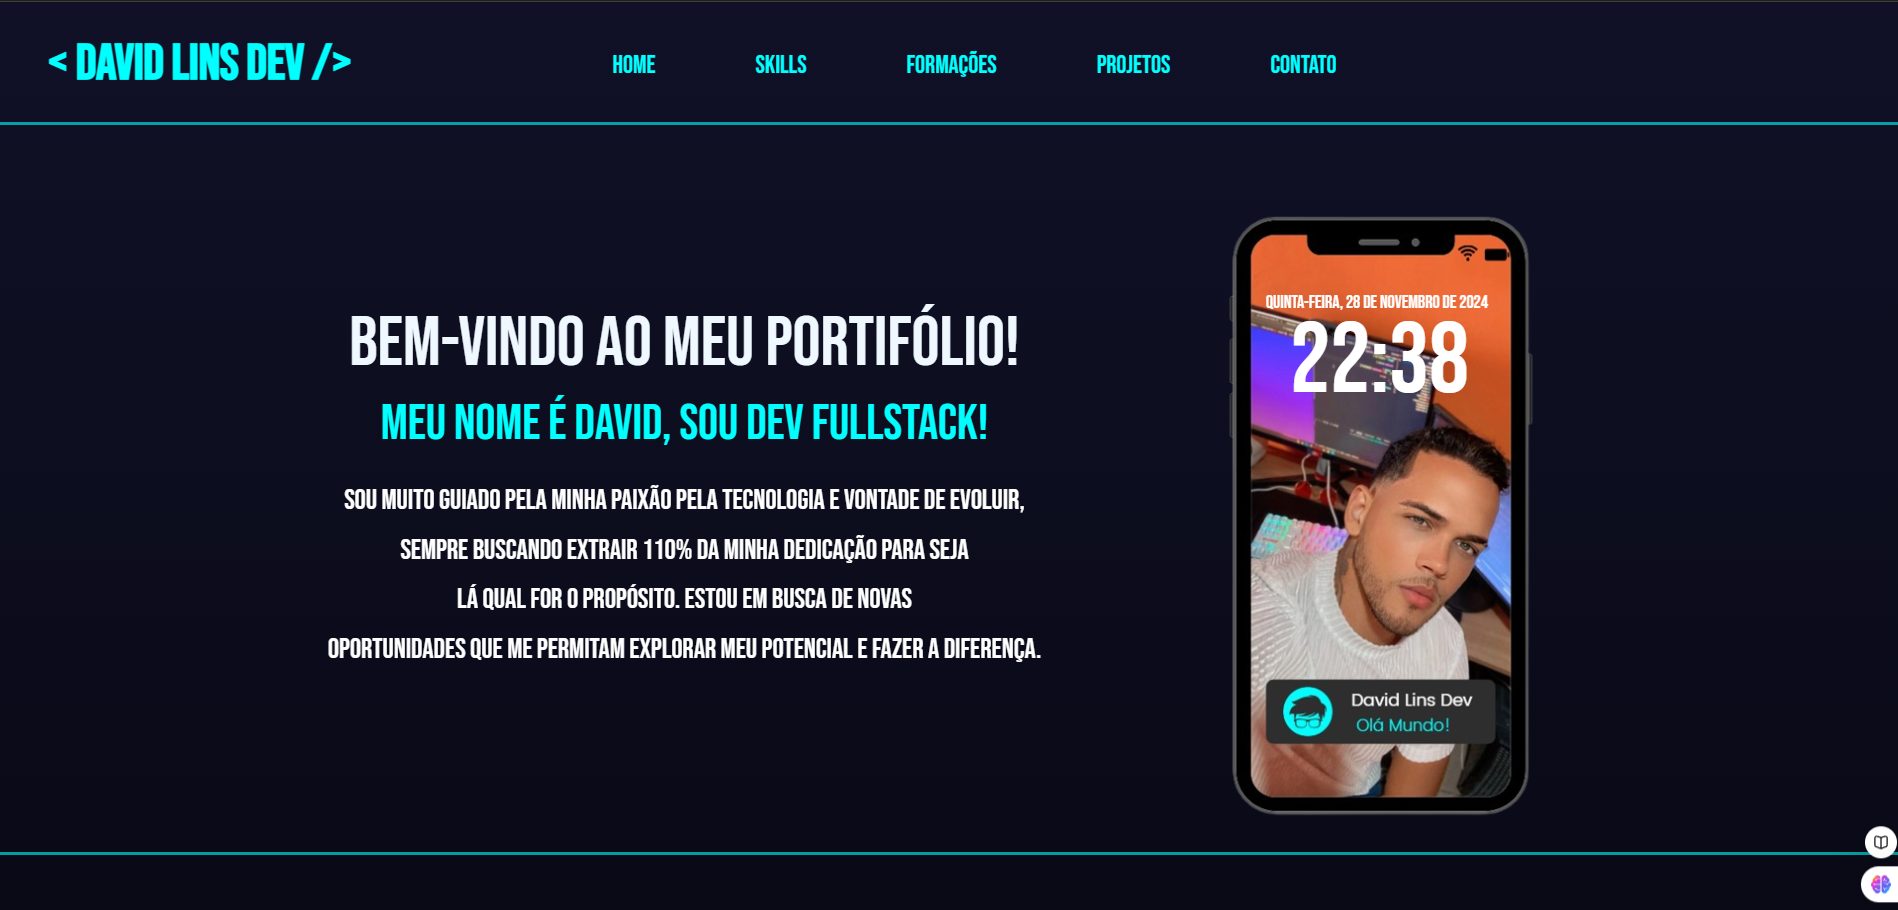 < DAVID LINS DEV />
HOME
SKILLS
FORMAÇÕES
PROJETOS
CONTATO
BEM-VINDO AO MEU PORTIFÓLIO!
MEU NOME É DAVID, SOU DEV FULLSTACK!
SOU MUITO GUIADO PELA MINHA PAIXÃO PELA TECNOLOGIA E VONTADE DE EVOLUIR,
SEMPRE BUSCANDO EXTRAIR 110% DA MINHA DEDICAÇÃO PARA SEJA
LÁ QUAL FOR O PROPÓSITO. ESTOU EM BUSCA DE NOVAS
OPORTUNIDADES QUE ME PERMITAM EXPLORAR MEU POTENCIAL E FAZER A DIFERENÇA.
QUINTA-FEIRA, 28 DE NOVEMBRO DE 2024
22:38
David Lins Dev
Olá Mundo!